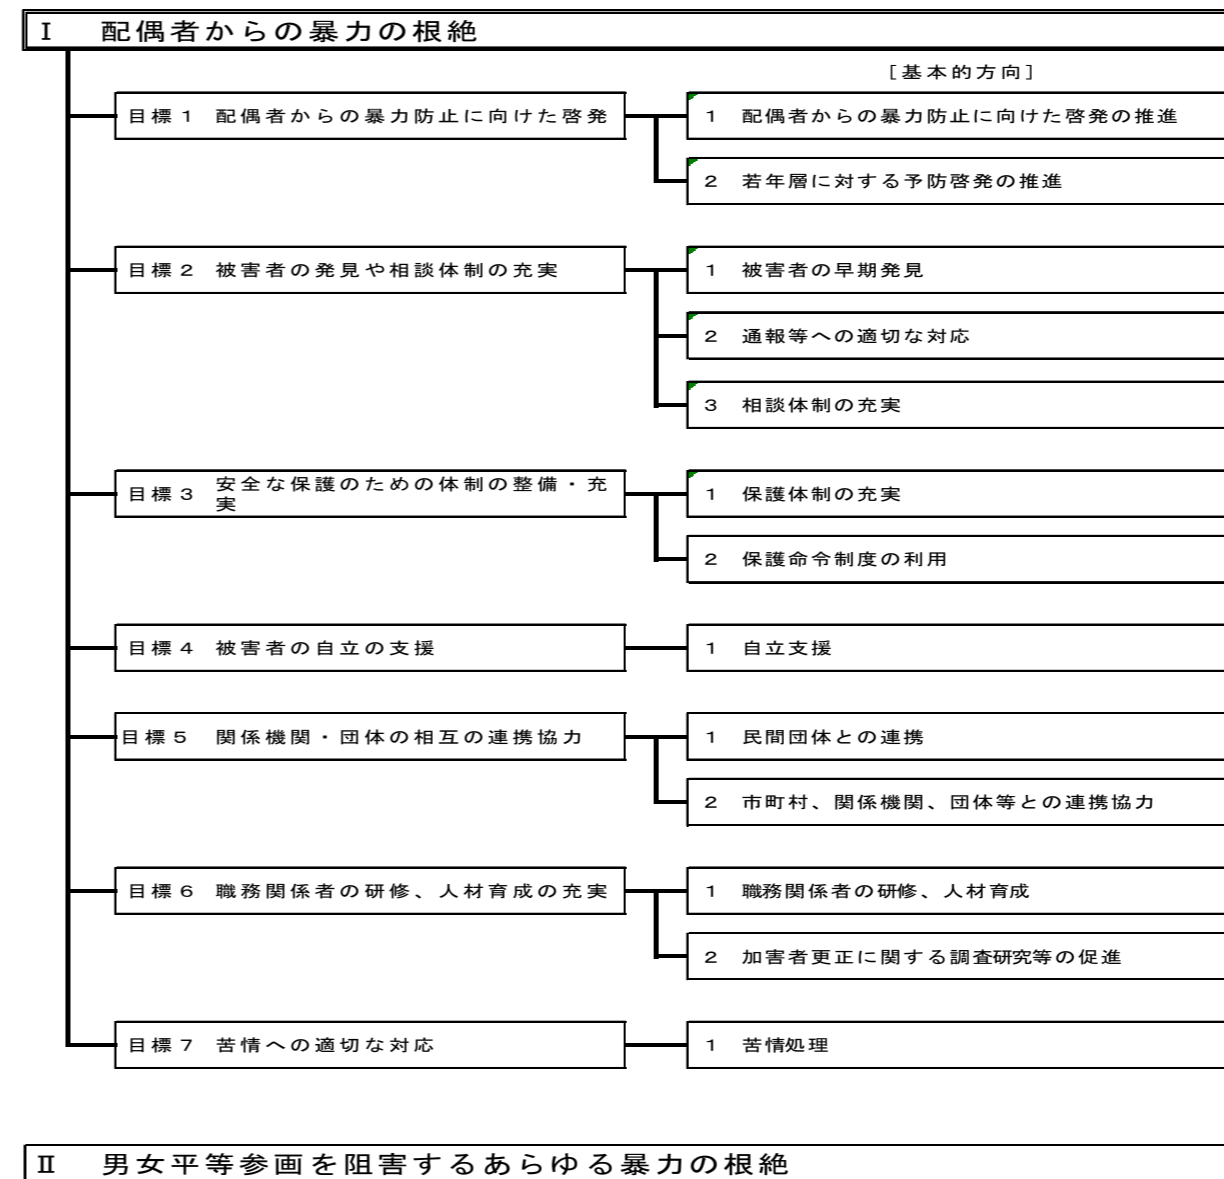 Ⅰ 配偶者からの暴力の根絶
[基本的方向]
目標１ 配偶者からの暴力防止に向けた啓発
１ 配偶者からの暴力防止に向けた啓発の推進
２ 若年層に対する予防啓発の推進
目標２ 被害者の発見や相談体制の充実
１ 被害者の早期発見
２ 通報等への適切な対応
３ 相談体制の充実
目標３ 安全な保護のための体制の整備・充
実
１ 保護体制の充実
２ 保護命令制度の利用
目標４ 被害者の自立の支援
１ 自立支援
目標５ 関係機関・団体の相互の連携協力
１ 民間団体との連携
２ 市町村、関係機関、団体等との連携協力
目標６ 職務関係者の研修、人材育成の充実
１ 職務関係者の研修、人材育成
２ 加害者更正に関する調査研究等の促進
目標７ 苦情への適切な対応
１ 苦情処理
Ⅱ 男女平等参画を阻害するあらゆる暴力の根絶